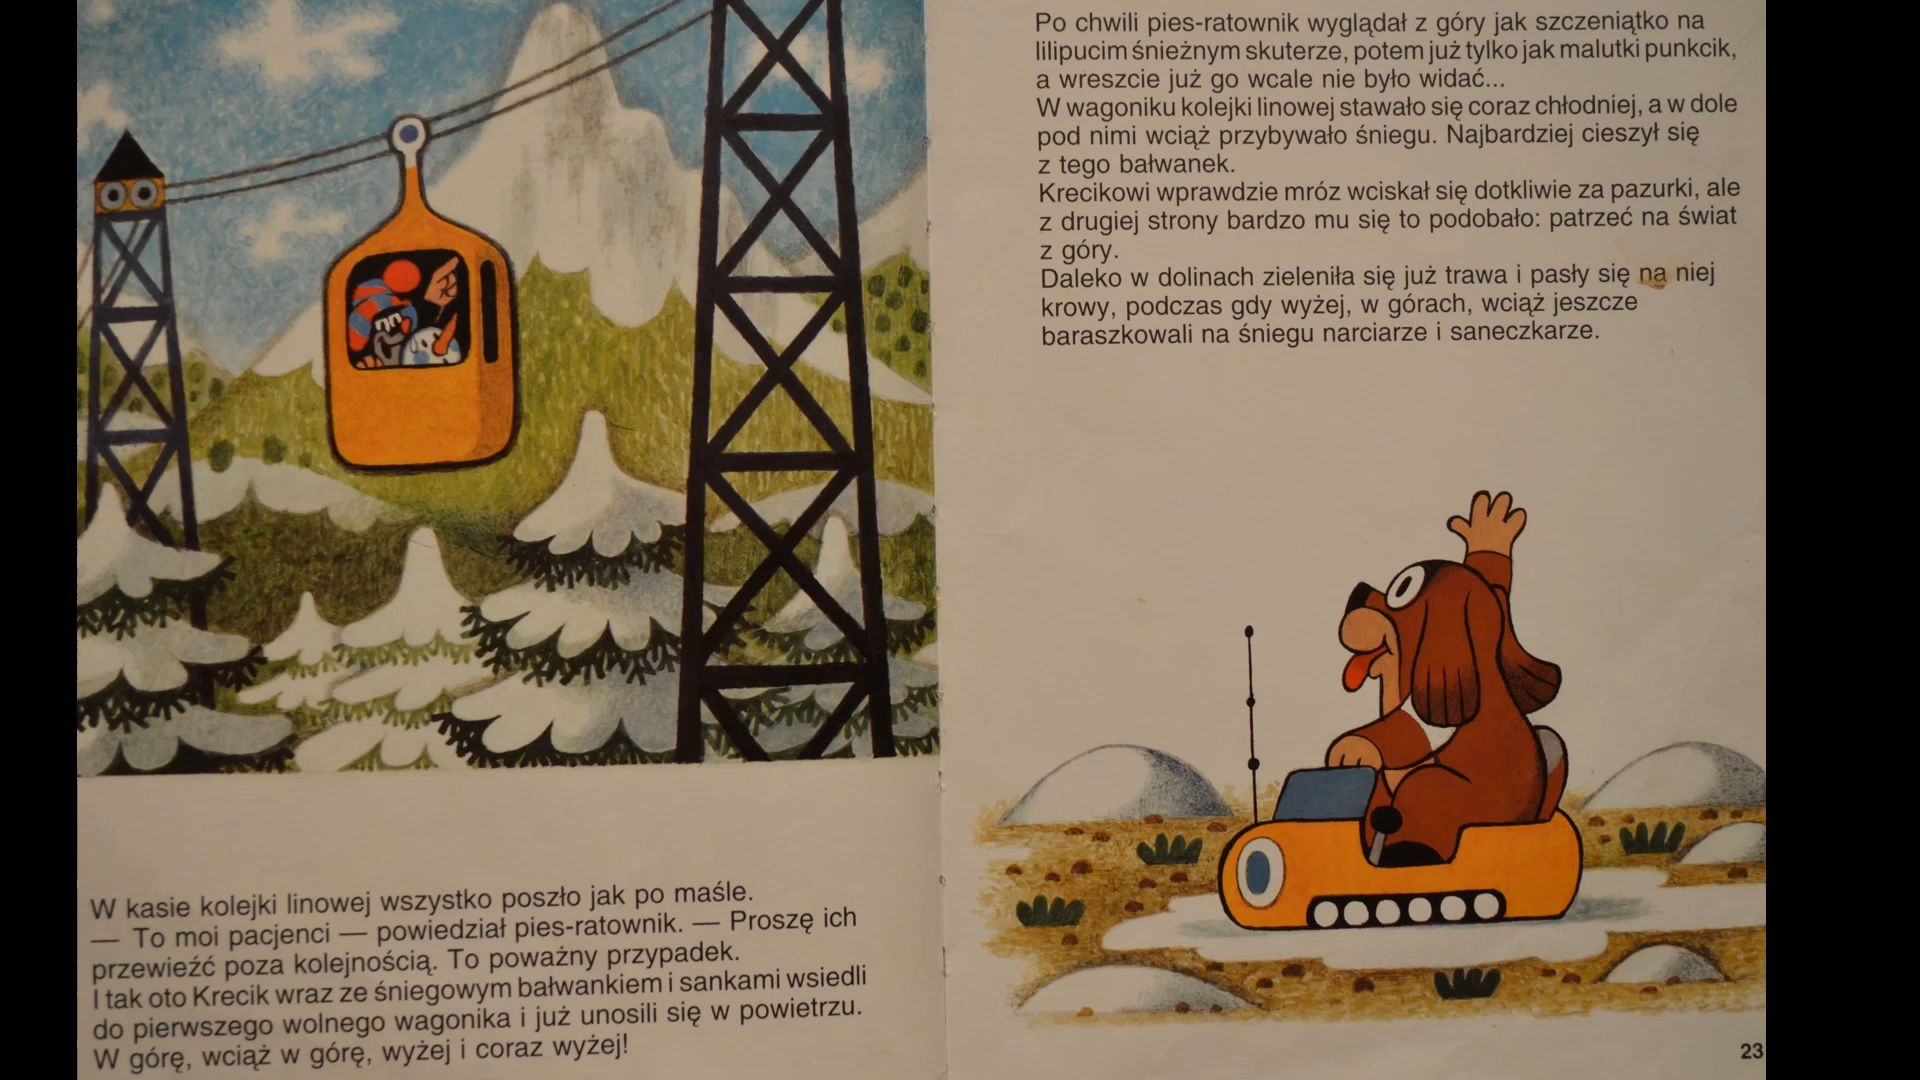 W kasie kolejki linowej wszystko poszło jak po maśle.
— To moi pacjenci — powiedział pies-ratownik. — Proszę ich
przewieźć poza kolejnością. To poważny przypadek.
I tak oto Krecik wraz ze śniegowym bałwankiem i sankami wsiedli
do pierwszego wolnego wagonika i już unosili się w powietrzu.
W górę, wciąż w górę, wyżej i coraz wyżej!
Po chwili pies-ratownik wyglądał z góry jak szczeniątko na
lilipucim śnieżnym skuterze, potem już tylko jak malutki punkcik,
a wreszcie już go wcale nie było widać...
W wagoniku kolejki linowej stawało się coraz chłodniej, a w dole
pod nimi wciąż przybywało śniegu. Najbardziej cieszył się
z tego bałwanek.
Krecikowi wprawdzie mróz wciskał się dotkliwie za pazurki, ale
z drugiej strony bardzo mu się to podobało: patrzeć na świat
z góry.
Daleko w dolinach zieleniła się już trawa i pasły się na niej
krowy, podczas gdy wyżej, w górach, wciąż jeszcze
baraszkowali na śniegu narciarze i saneczkarze.
23